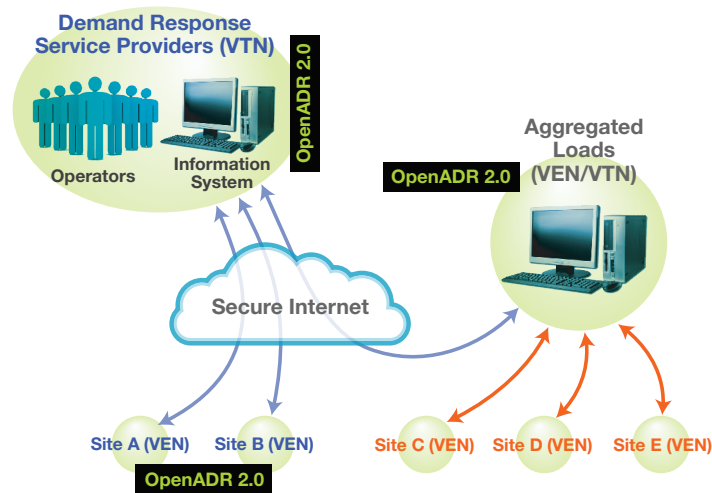 Demand Response
Service Providers (VTN)
OpenADR 2.0
Operators
Information
System
Aggregated
Loads
(VEN/VTN)
OpenADR 2.0
Secure Internet
Site A (VEN)
Site B (VEN)
OpenADR 2.0
Site C (VEN)
Site D (VEN)
Site E (VEN)